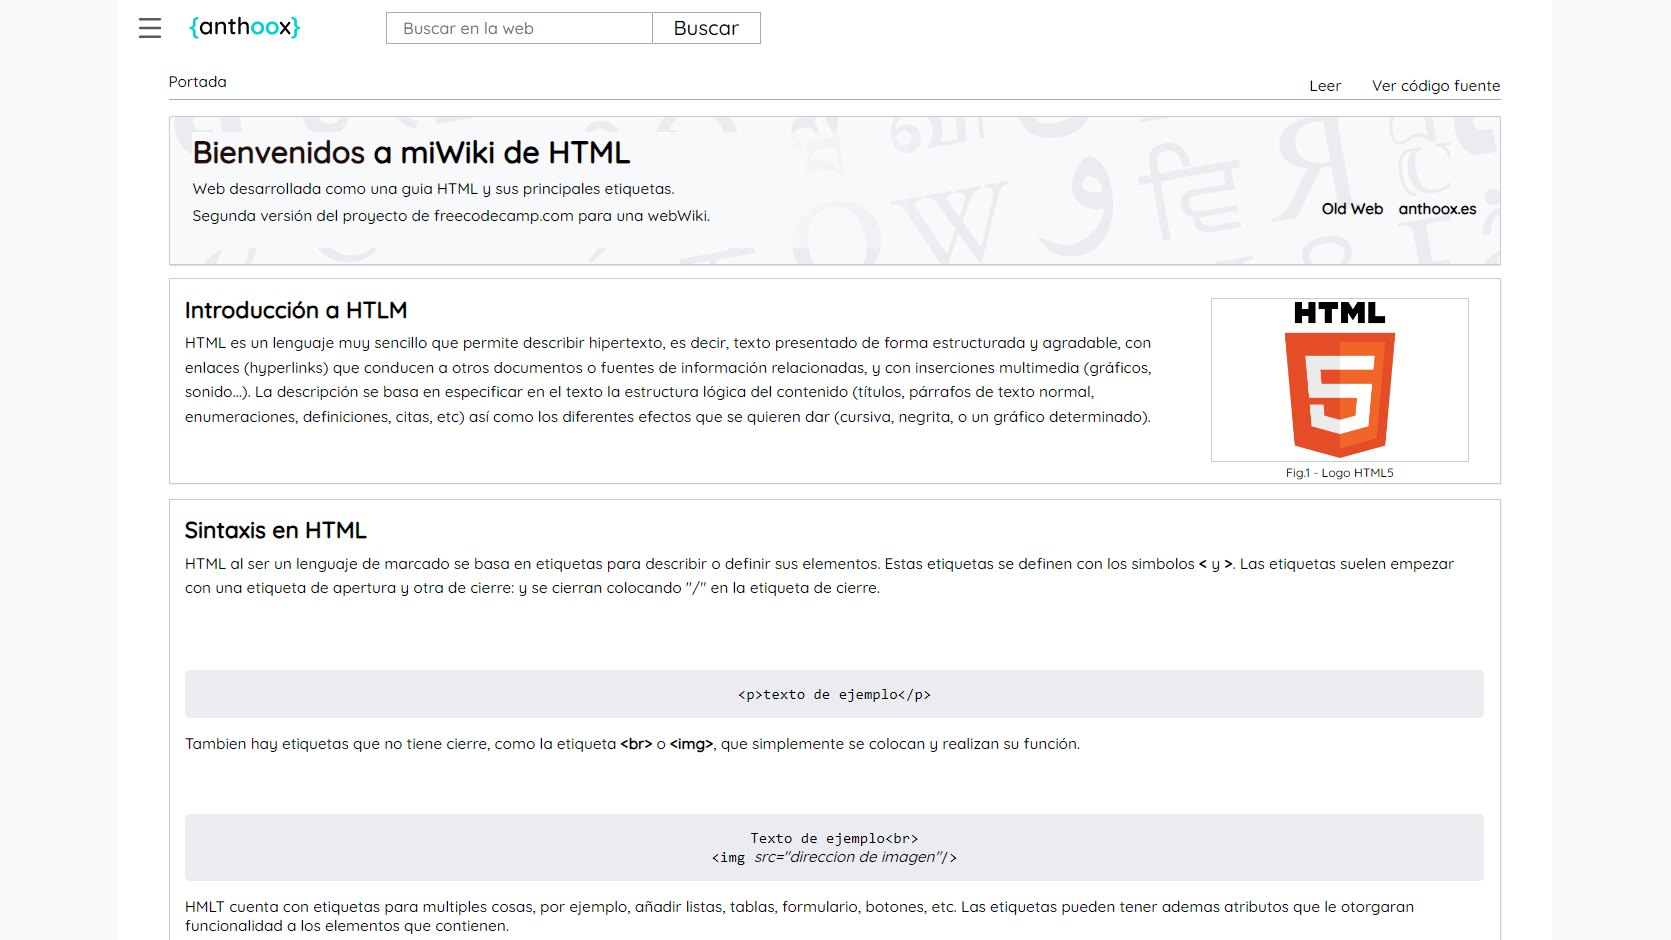 {anthoox}
Buscar en la web
Buscar
Portada
Leer
Ver código fuente
Bienvenidos a miWiki de HTML
Web desarrollada como una guia HTML y sus principales etiquetas.
Segunda versión del proyecto de freecodecamp.com para una webWiki.
Old Web
anthoox.es
Introducción a HTLM
HTML es un lenguaje muy sencillo que permite describir hipertexto, es decir, texto presentado de forma estructurada y agradable, con
enlaces (hyperlinks) que conducen a otros documentos o fuentes de información relacionadas, y con inserciones multimedia (gráficos,
sonido...). La descripción se basa en especificar en el texto la estructura lógica del contenido (títulos, párrafos de texto normal,
enumeraciones, definiciones, citas, etc) así como los diferentes efectos que se quieren dar (cursiva, negrita, o un gráfico determinado).
HTML
5
Fig.1 - Logo HTML5
Sintaxis en HTML
HTML al ser un lenguaje de marcado se basa en etiquetas para describir o definir sus elementos. Estas etiquetas se definen con los simbolos < y >. Las etiquetas suelen empezar
con una etiqueta de apertura y otra de cierre: y se cierran colocando "/" en la etiqueta de cierre.
<p>texto de ejemplo</p>
Tambien hay etiquetas que no tiene cierre, como la etiqueta <br> o <img>, que simplemente se colocan y realizan su función.
Texto de ejemplo<br>
<img src="direccion de imagen"/>
HMLT cuenta con etiquetas para multiples cosas, por ejemplo, añadir listas, tablas, formulario, botones, etc. Las etiquetas pueden tener ademas atributos que le otorgaran
funcionalidad a los elementos que contienen.